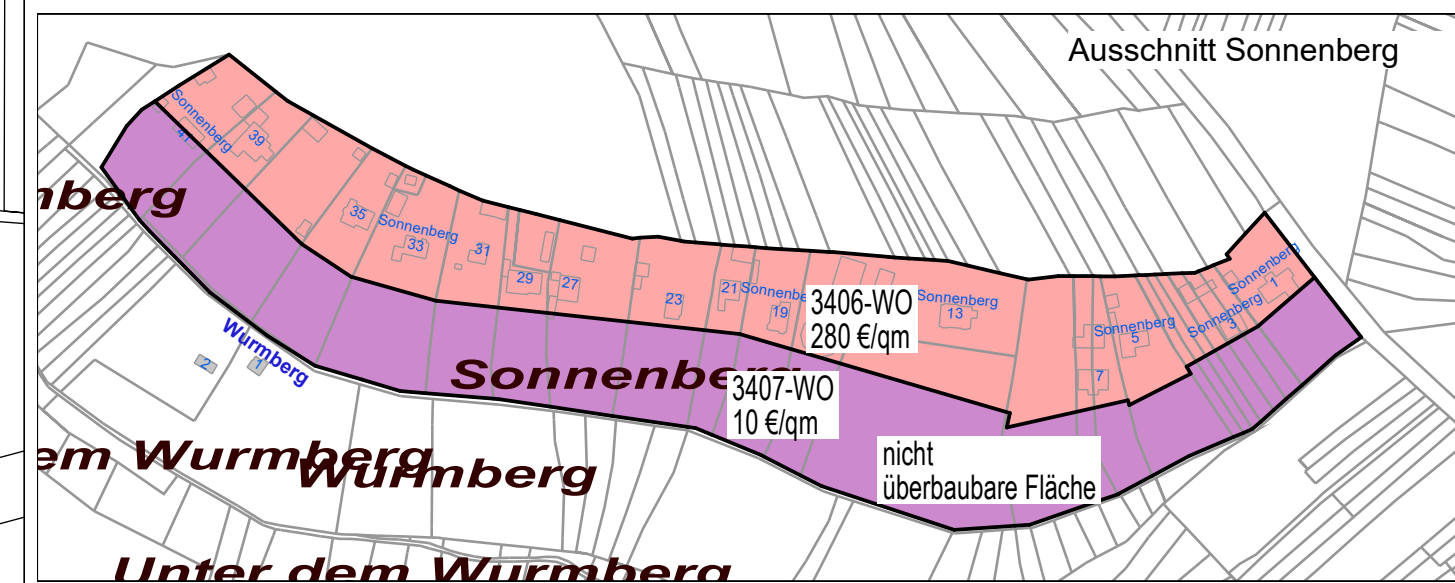 Ausschnitt Sonnenberg
Sonnenberg
41
39
nberg
35
Sonnenberg
33
31
29
27
23
21
Sonnenbe
19
3406-WO
280 €/qm
Sonnenberg
13
Sonnenberg
5
7
Sonnenberg
3
Sonnenberg
1
Wurmberg
2
1
Sonnenberg
3407-WO
10 €/qm
nicht
überbaubare Fläche
em Wurmberg
Wurmberg
Unter dem Wurmberg